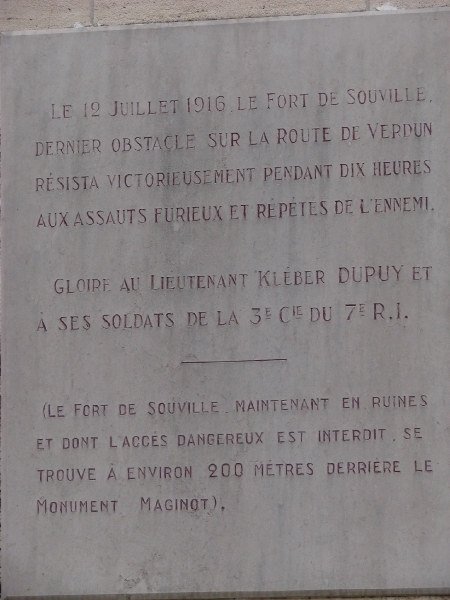 LE 12 JUILLET 1916, LE FORT DE SOUVILLE,
DERNIER OBSTACLE SUR LA ROUTE DE VERDUN
RÉSISTA VICTORIEUSEMENT PENDANT DIX HEURES
AUX ASSAUTS FURIEUX ET RÉPÉTÉS DE L'ENNEMI.
GLOIRE AU LIEUTENANT KLÉBER DUPUY ET
À SES SOLDATS DE LA 3E CIE DU 7E R.I.
(LE FORT DE SOUVILLE, MAINTENANT EN RUINES
ET DONT L'ACCÈS DANGEREUX EST INTERDIT, SE
TROUVE À ENVIRON 200 MÈTRES DERRIÈRE LE
MONUMENT MAGINOT).